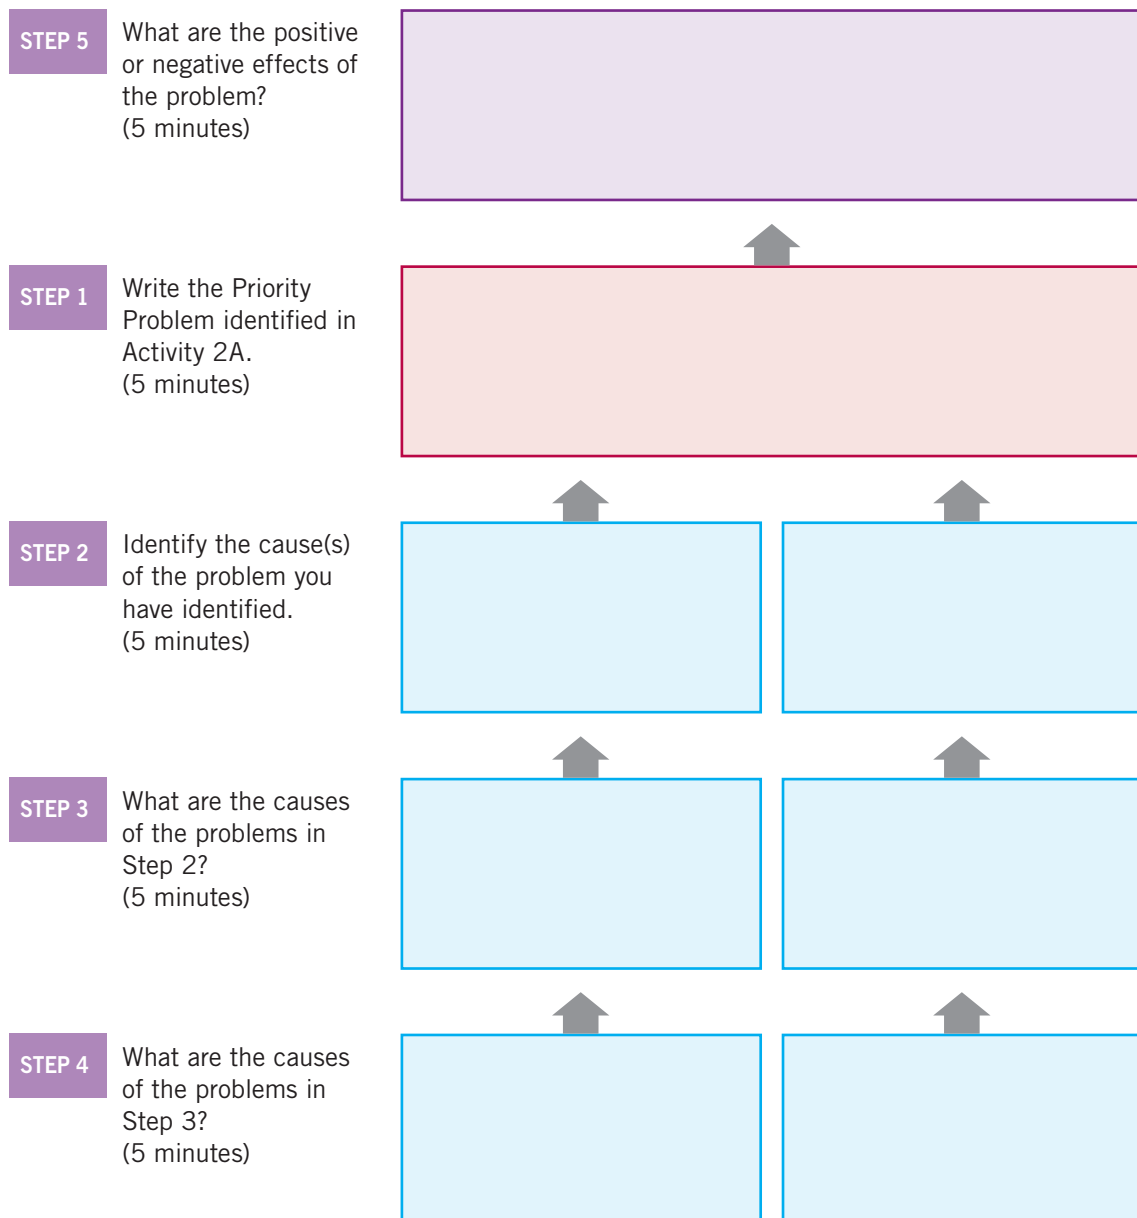 STEP 5
What are the positive
or negative effects of
the problem?
(5 minutes)
STEP 1
Write the Priority
Problem identified in
Activity 2A.
(5 minutes)
STEP 2
Identify the cause(s)
of the problem you
have identified.
(5 minutes)
STEP 3
What are the causes
of the problems in
Step 2?
(5 minutes)
STEP 4
What are the causes
of the problems in
Step 3?
(5 minutes)